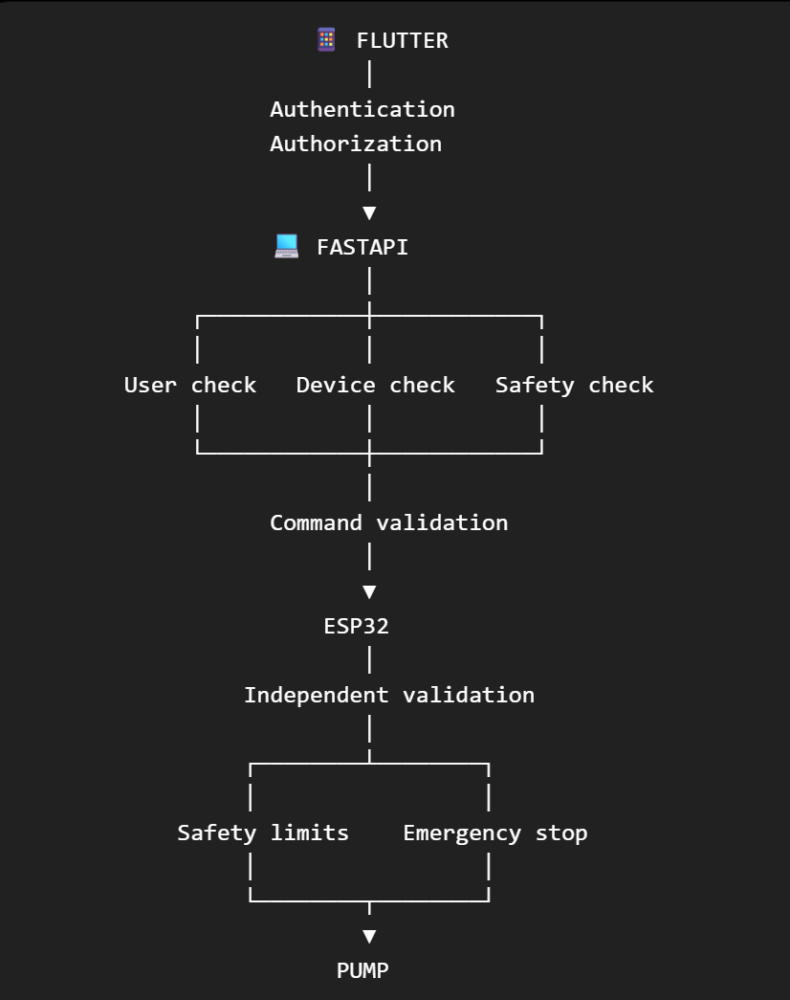 FLUTTER
Authentication
Authorization
FASTAPI
User check Device check Safety check
Command validation
ESP32
Independent validation
Safety limits Emergency stop
PUMP